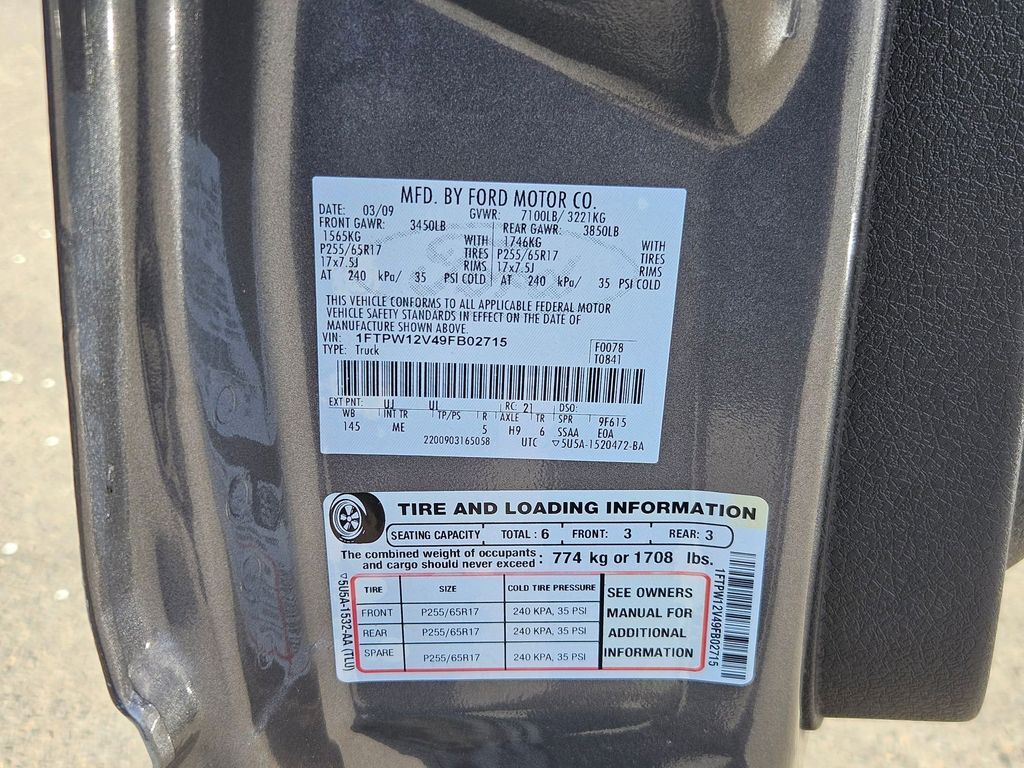 MFD. BY FORD MOTOR CO.
DATE: 03/09 GVWR: 7100LB/ 3221KG
FRONT GAWR: 3450LB REAR GAWR: 3850LB
1565KG WITH 1746KG WITH
P255/65R17 TIRES P255/65R17 TIRES
17x7.5J RIMS 17x7.5J RIMS
AT 240 kPa/ 35 PSI COLD AT 240 kPa/ 35 PSI COLD
THIS VEHICLE CONFORMS TO ALL APPLICABLE FEDERAL MOTOR
VEHICLE SAFETY STANDARDS IN EFFECT ON THE DATE OF
MANUFACTURE SHOWN ABOVE.
VIN: 1FTPW12V49FB02715
TYPE: Truck
F0078
T0841
EXT PNT: UJ UJ RC: 21 DSO:
WB INT TR TP/PS R AXLE TR SPR 9F615
145 ME 5 H9 6 SSAA EOA
2200903165058 UTC ▽5U5A-1520472-BA
TIRE AND LOADING INFORMATION
SEATING CAPACITY TOTAL : 6 FRONT: 3 REAR: 3
The combined weight of occupants
and cargo should never exceed : 774 kg or 1708 lbs.
TIRE SIZE COLD TIRE PRESSURE
FRONT P255/65R17 240 KPA, 35 PSI
REAR P255/65R17 240 KPA, 35 PSI
SPARE P255/65R17 240 KPA, 35 PSI
SEE OWNERS
MANUAL FOR
ADDITIONAL
INFORMATION
▽5U5A-1532-AA (TLU)
1FTPW12V49FB02715